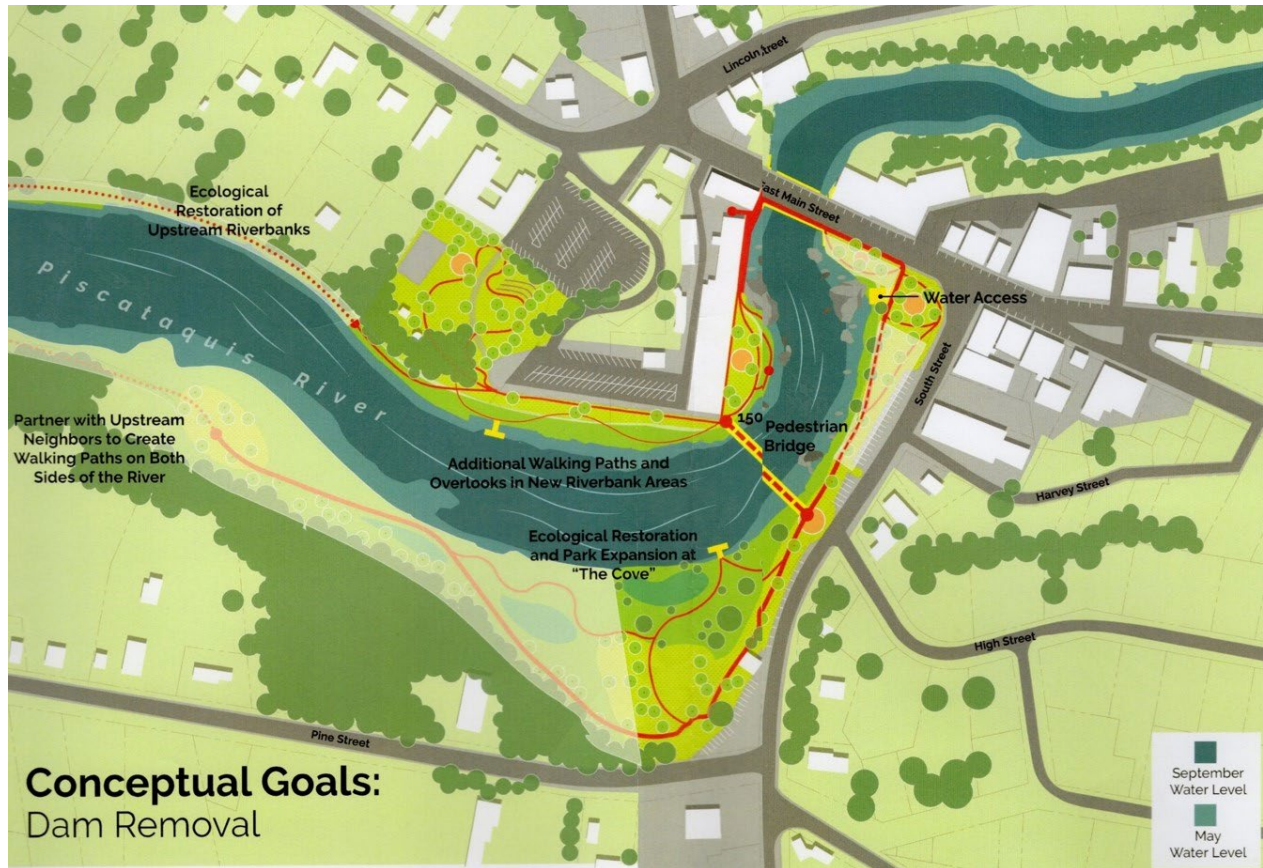 Lincoln Street
Ecological
Restoration of
Upstream Riverbanks
East Main Street
Piscataquis River
Water Access
South Street
150 Pedestrian
Bridge
Partner with Upstream
Neighbors to Create
Walking Paths on Both
Sides of the River
Additional Walking Paths and
Overlooks in New Riverbank Areas
Harvey Street
Ecological Restoration
and Park Expansion at
“The Cove”
High Street
Pine Street
Conceptual Goals:
Dam Removal
September
Water Level
May
Water Level